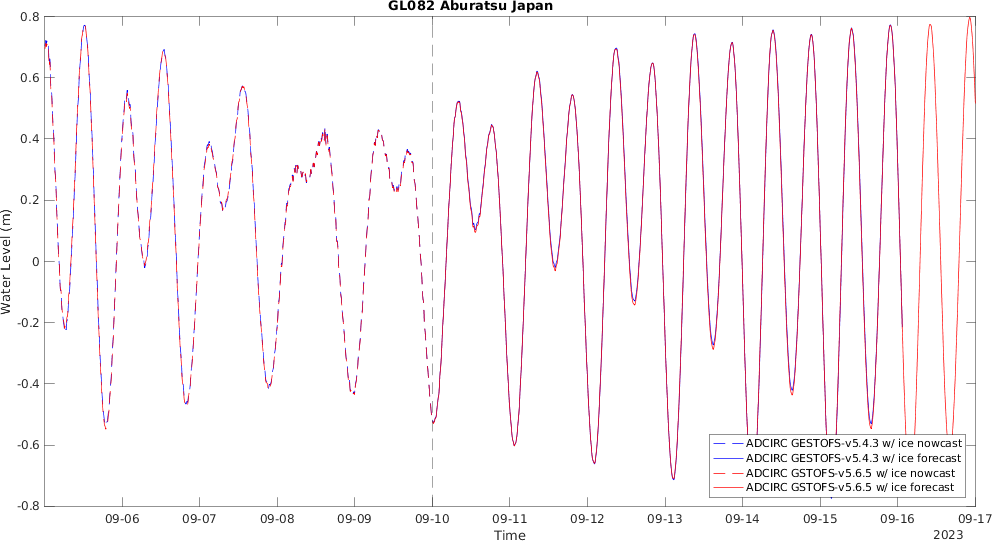 GL082 Aburatsu Japan
0.8
0.6
0.4
0.2
0
-0.2
-0.4
-0.6
-0.8
Water Level (m)
ADCIRC GESTOFS-v5.4.3 w/ ice nowcast
ADCIRC GESTOFS-v5.4.3 w/ ice forecast
ADCIRC GSTOFS-v5.6.5 w/ ice nowcast
ADCIRC GSTOFS-v5.6.5 w/ ice forecast
09-06 09-07 09-08 09-09 09-10 09-11 09-12 09-13 09-14 09-15 09-16 09-17
Time
2023